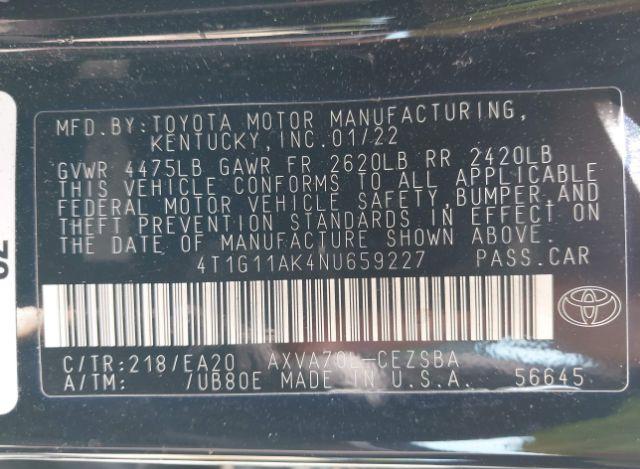 MFD.BY:TOYOTA MOTOR MANUFACTURING,
KENTUCKY,INC.01/22
GVWR 4475LB GAWR FR 2620LB RR 2420LB
THIS VEHICLE CONFORMS TO ALL APPLICABLE
FEDERAL MOTOR VEHICLE SAFETY,BUMPER,AND
THEFT PREVENTION STANDARDS IN EFFECT ON
THE DATE OF MANUFACTURE SHOWN ABOVE.
4T1G11AK4NU659227 PASS.CAR
C/TR:218/EA20 AXVA70L-CEZSBA
A/TM: /UB80E MADE IN U.S.A. 56645